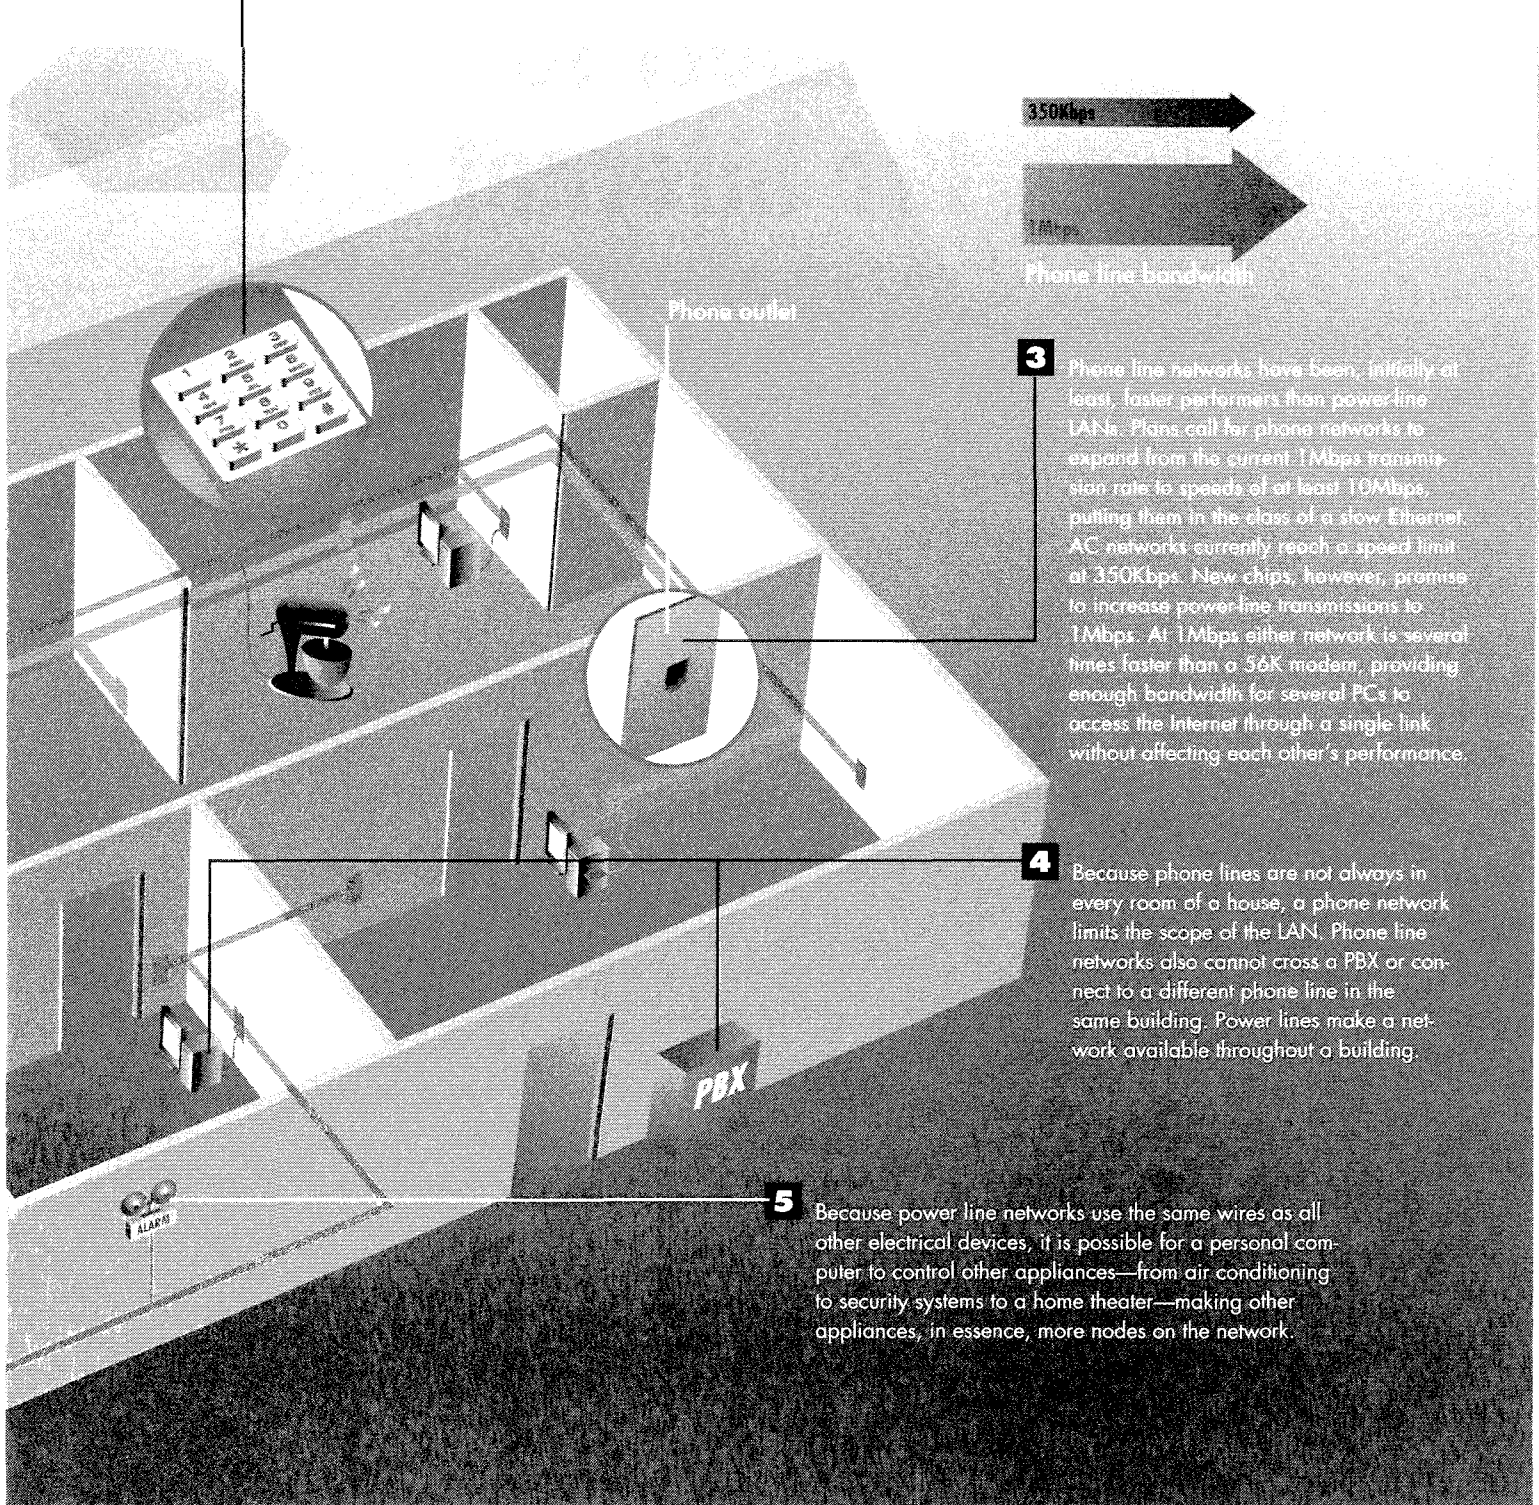 350Kbps
1Mbps
Phone line bandwidth
Phone outlet
1 2 3
4 5 6
7 8 9
* 0 #
3
Phone line networks have been, initially at
least, faster performers than power-line
LANs. Plans call for phone networks to
expand from the current 1Mbps transmis-
sion rate to speeds of at least 10Mbps,
putting them in the class of a slow Ethernet.
AC networks currently reach a speed limit
at 350Kbps. New chips, however, promise
to increase power-line transmissions to
1Mbps. At 1Mbps either network is several
times faster than a 56K modem, providing
enough bandwidth for several PCs to
access the Internet through a single link
without affecting each other's performance.
4
Because phone lines are not always in
every room of a house, a phone network
limits the scope of the LAN. Phone line
networks also cannot cross a PBX or con-
nect to a different phone line in the
same building. Power lines make a net-
work available throughout a building.
PBX
5
Because power line networks use the same wires as all
other electrical devices, it is possible for a personal com-
puter to control other appliances—from air conditioning
to security systems to a home theater—making other
appliances, in essence, more nodes on the network.
ALARM